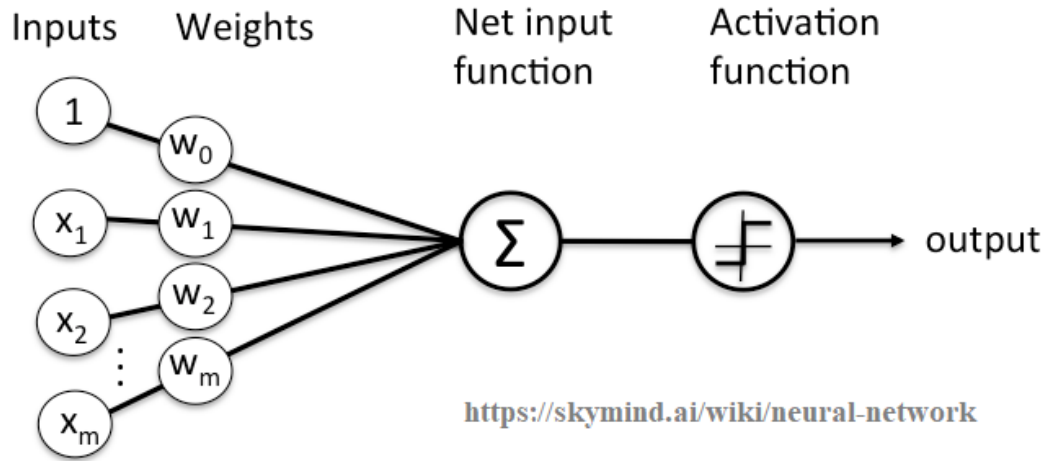 Inputs
Weights
Net input
function
Activation
function
1
w₀
x₁
w₁
Σ
output
x₂
w₂
⋮
xₘ
wₘ
https://skymind.ai/wiki/neural-network